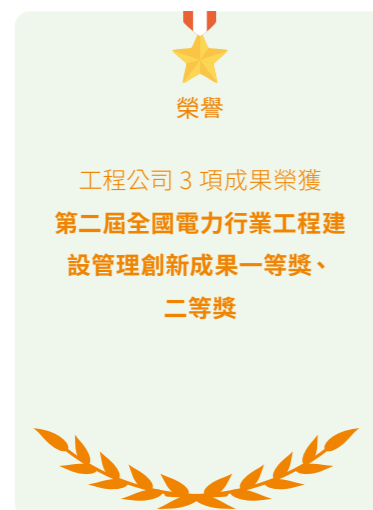 榮譽
工程公司 3 項成果榮獲
第二屆全國電力行業工程建
設管理創新成果一等獎、
二等獎